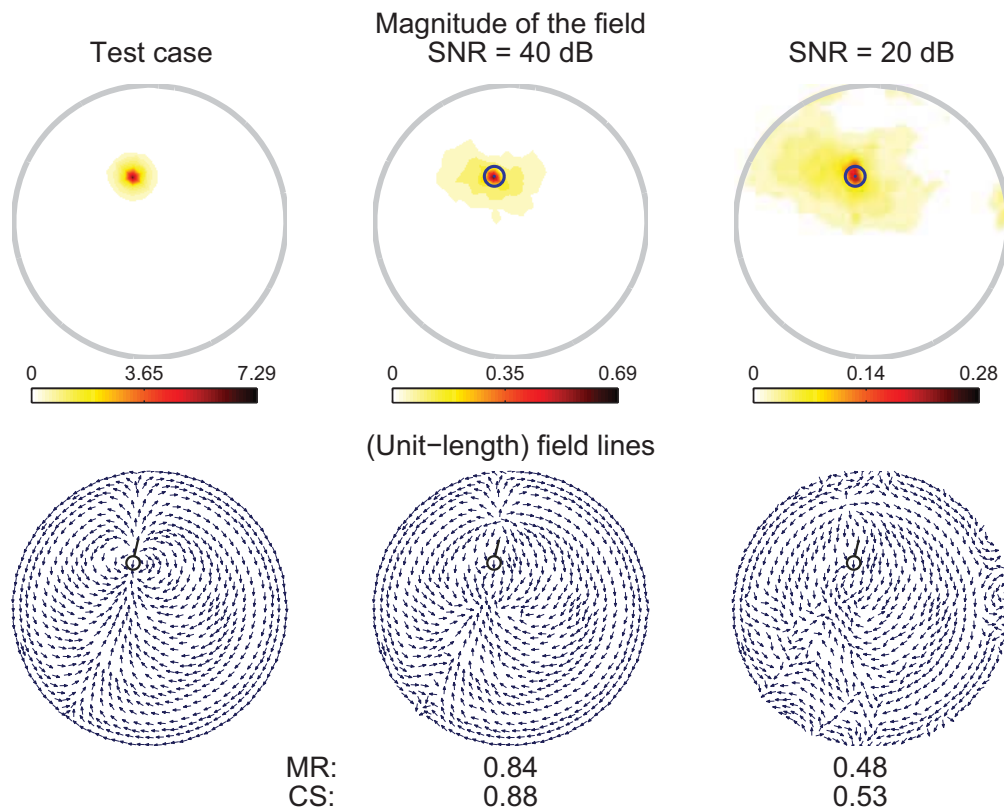 Magnitude of the field
Test case
SNR = 40 dB
SNR = 20 dB
0 3.65 7.29
0 0.35 0.69
0 0.14 0.28
(Unit−length) field lines
MR: 0.84 0.48
CS: 0.88 0.53